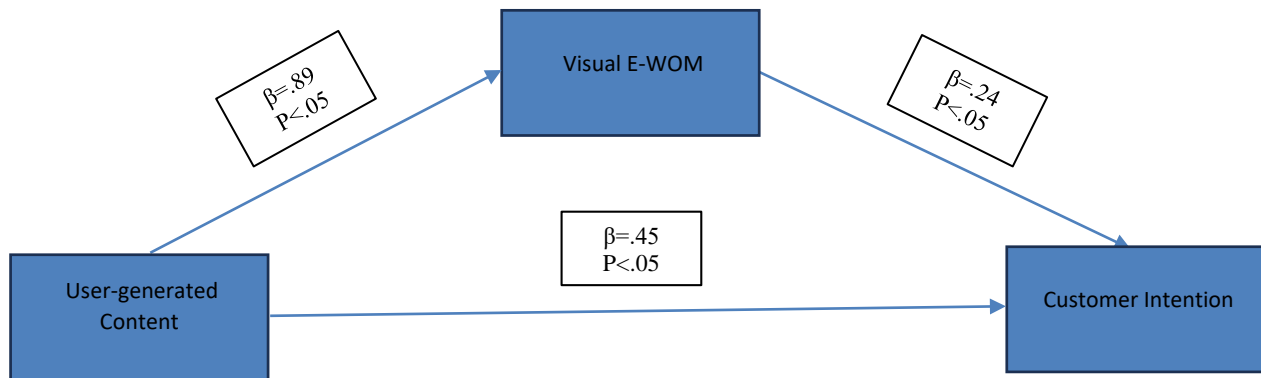 Visual E-WOM
β=.89
P<.05
β=.24
P<.05
β=.45
P<.05
User-generated
Content
Customer Intention